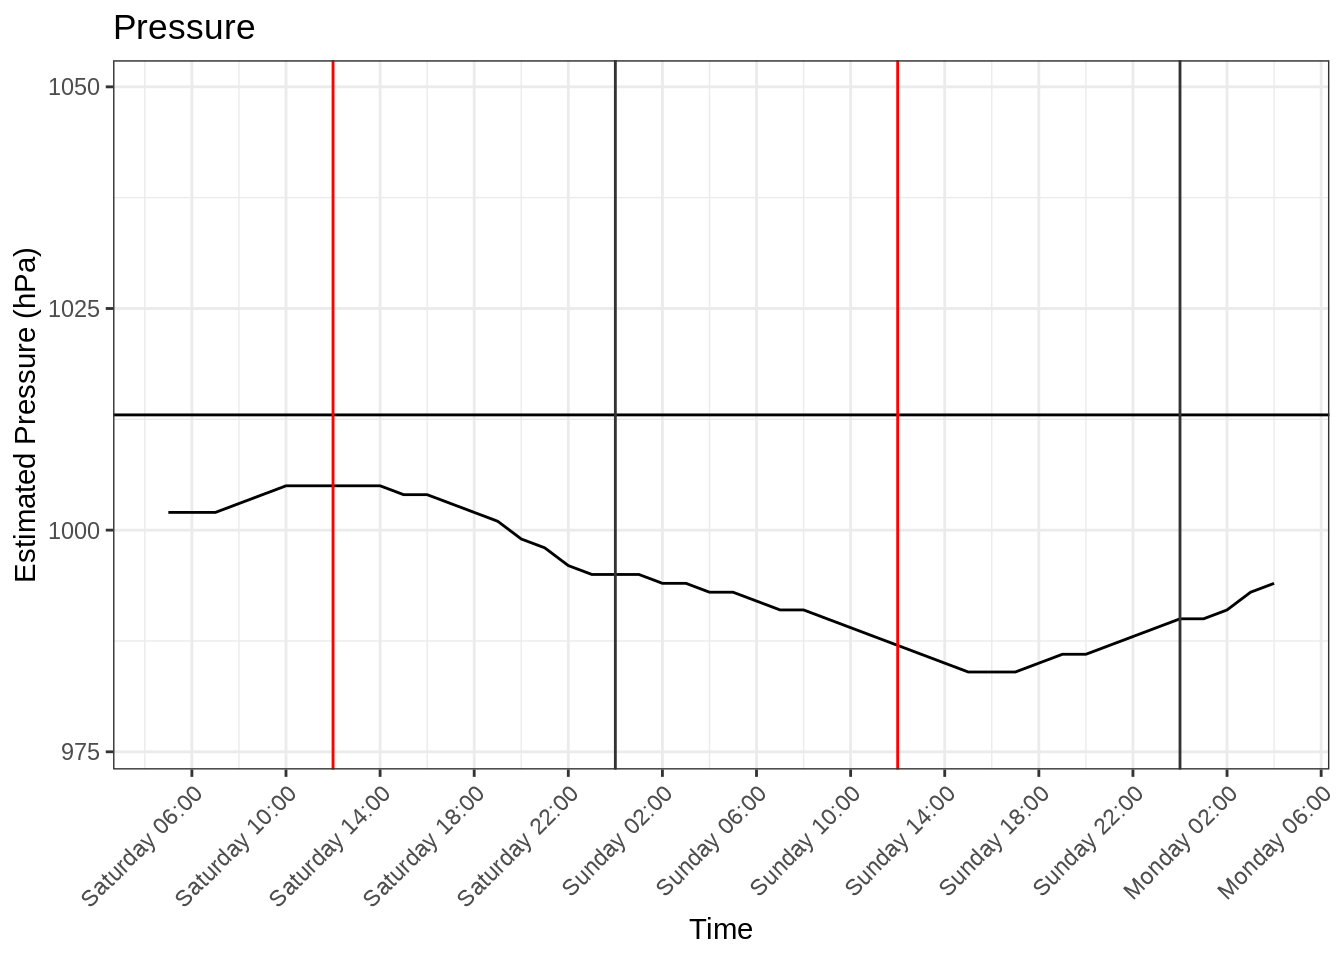 Pressure
Estimated Pressure (hPa)
1050
1025
1000
975
Saturday 06:00
Saturday 10:00
Saturday 14:00
Saturday 18:00
Saturday 22:00
Sunday 02:00
Sunday 06:00
Sunday 10:00
Sunday 14:00
Sunday 18:00
Sunday 22:00
Monday 02:00
Monday 06:00
Time